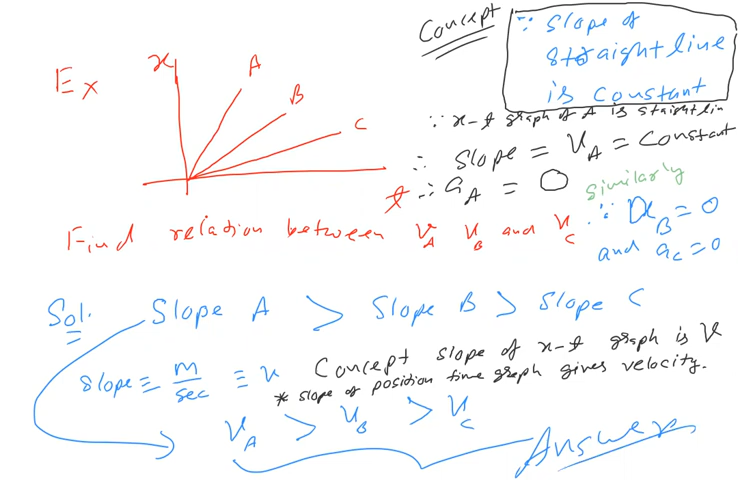 Concept
∵ slope of
straight line
is constant
Ex
x
A
B
C
t
∵ x-t graph of A is staightlin
∴ slope = v_A = constant
∴ a_A = 0
similarly
∵ a_B = 0
and a_C = 0
Find relation between v_A v_B and v_C
Sol. Slope A > Slope B > Slope C
slope ≡ m/sec ≡ v
Concept slope of x-t graph is v
* slope of position time graph gives velocity.
v_A > v_B > v_C
Answer